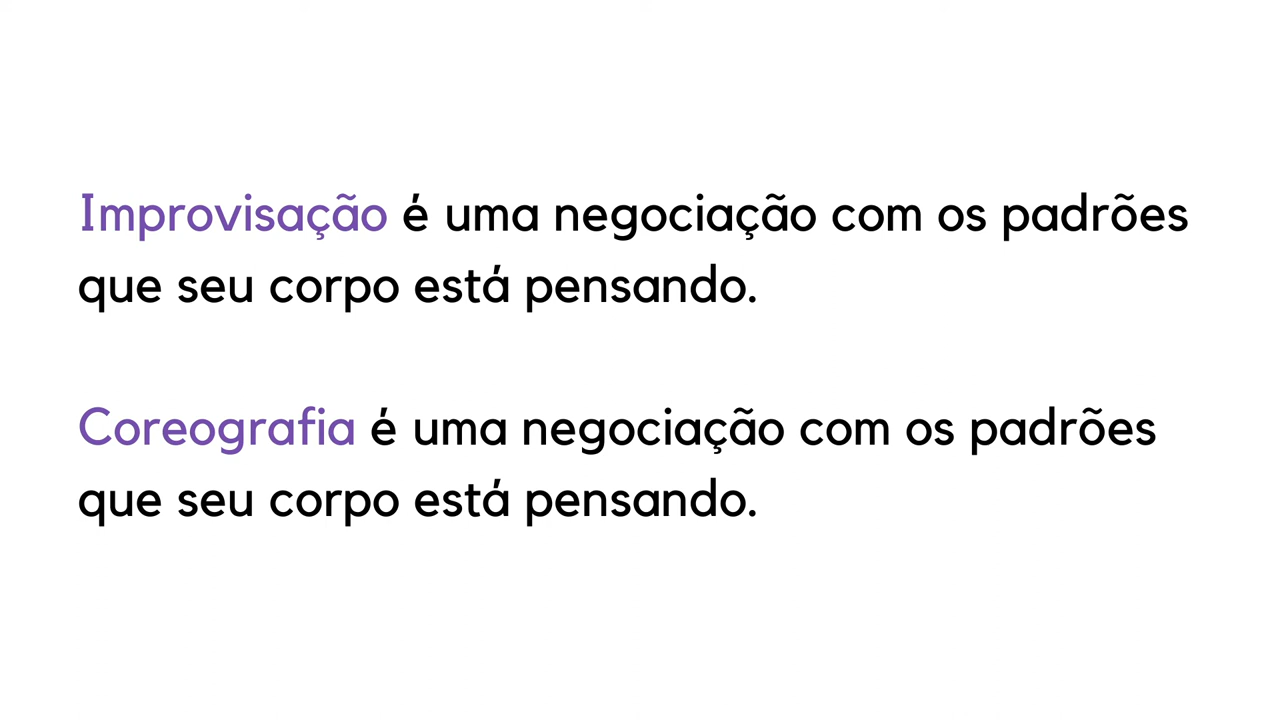 Improvisação é uma negociação com os padrões
que seu corpo está pensando.
Coreografia é uma negociação com os padrões
que seu corpo está pensando.